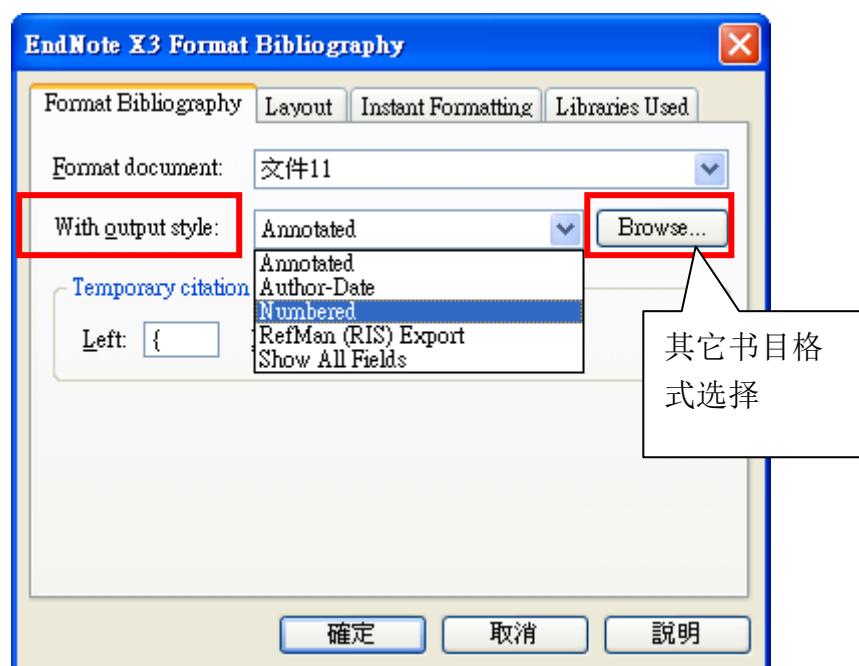 EndNote X3 Format Bibliography
Format Bibliography Layout Instant Formatting Libraries Used
Format document: 文件11
With output style: Annotated Browse...
Annotated
Author-Date
Numbered
RefMan (RIS) Export
Show All Fields
Temporary citation
Left: {
其它书目格
式选择
確定 取消 說明